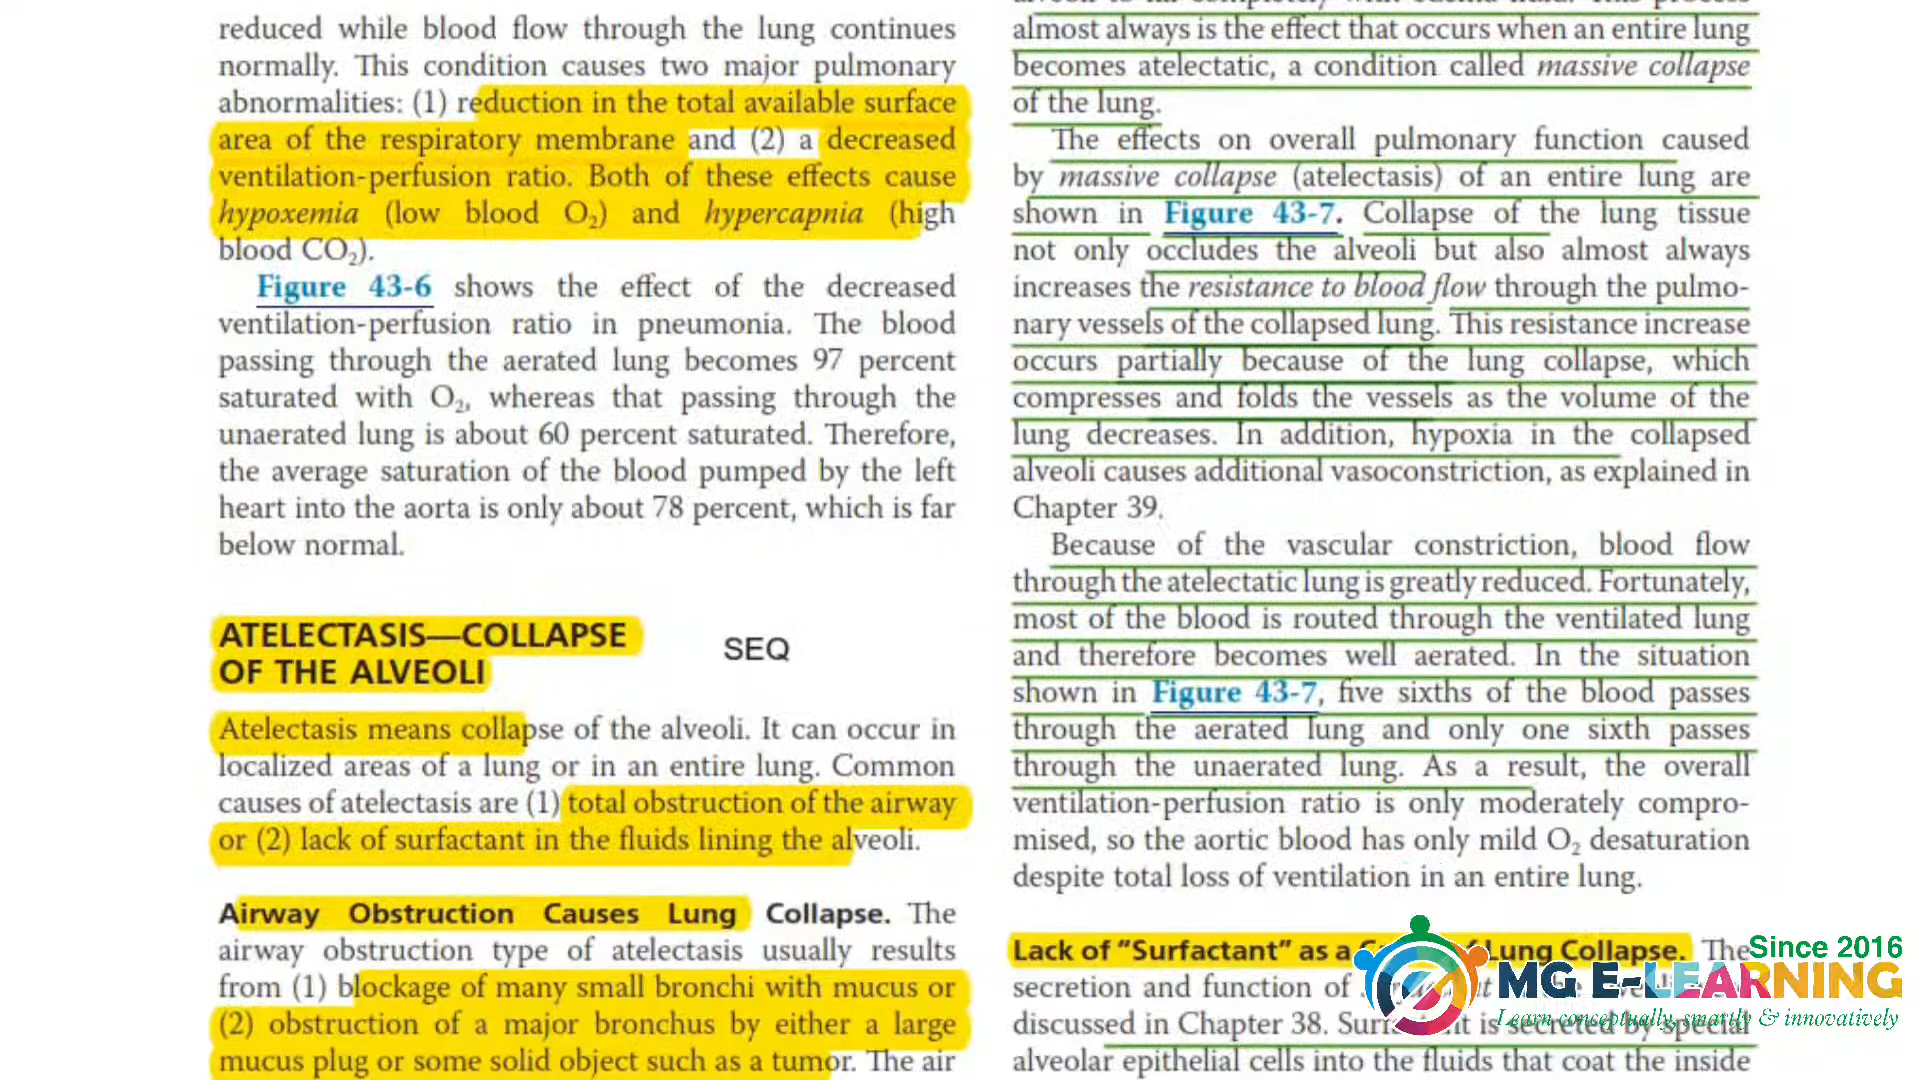 reduced while blood flow through the lung continues
normally. This condition causes two major pulmonary
abnormalities: (1) reduction in the total available surface
area of the respiratory membrane and (2) a decreased
ventilation-perfusion ratio. Both of these effects cause
hypoxemia (low blood O₂) and hypercapnia (high
blood CO₂).
Figure 43-6 shows the effect of the decreased
ventilation-perfusion ratio in pneumonia. The blood
passing through the aerated lung becomes 97 percent
saturated with O₂, whereas that passing through the
unaerated lung is about 60 percent saturated. Therefore,
the average saturation of the blood pumped by the left
heart into the aorta is only about 78 percent, which is far
below normal.
ATELECTASIS—COLLAPSE
OF THE ALVEOLI
SEQ
Atelectasis means collapse of the alveoli. It can occur in
localized areas of a lung or in an entire lung. Common
causes of atelectasis are (1) total obstruction of the airway
or (2) lack of surfactant in the fluids lining the alveoli.
Airway Obstruction Causes Lung Collapse. The
airway obstruction type of atelectasis usually results
from (1) blockage of many small bronchi with mucus or
(2) obstruction of a major bronchus by either a large
mucus plug or some solid object such as a tumor. The air
almost always is the effect that occurs when an entire lung
becomes atelectatic, a condition called massive collapse
of the lung.
The effects on overall pulmonary function caused
by massive collapse (atelectasis) of an entire lung are
shown in Figure 43-7. Collapse of the lung tissue
not only occludes the alveoli but also almost always
increases the resistance to blood flow through the pulmo-
nary vessels of the collapsed lung. This resistance increase
occurs partially because of the lung collapse, which
compresses and folds the vessels as the volume of the
lung decreases. In addition, hypoxia in the collapsed
alveoli causes additional vasoconstriction, as explained in
Chapter 39.
Because of the vascular constriction, blood flow
through the atelectatic lung is greatly reduced. Fortunately,
most of the blood is routed through the ventilated lung
and therefore becomes well aerated. In the situation
shown in Figure 43-7, five sixths of the blood passes
through the aerated lung and only one sixth passes
through the unaerated lung. As a result, the overall
ventilation-perfusion ratio is only moderately compro-
mised, so the aortic blood has only mild O₂ desaturation
despite total loss of ventilation in an entire lung.
Lack of "Surfactant" as a Lung Collapse. The
secretion and function of
discussed in Chapter 38. is secreted by special
alveolar epithelial cells into the fluids that coat the inside
Since 2016
MG E-LEARNING
Learn conceptually, smartly & innovatively